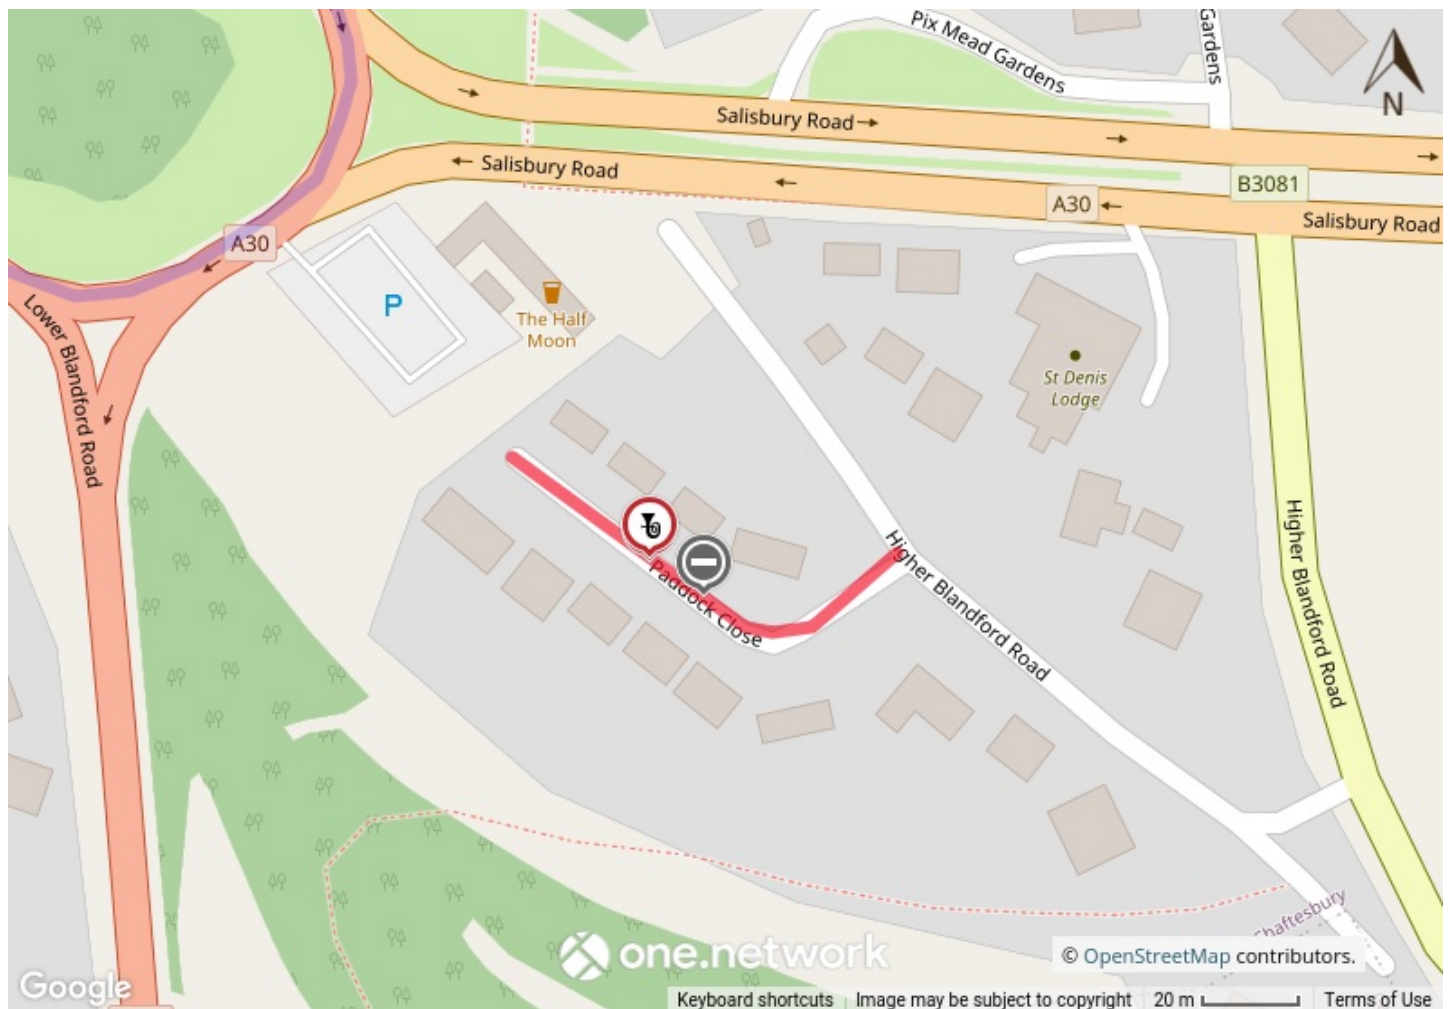 Pix Mead Gardens
Gardens
N
Salisbury Road
Salisbury Road
B3081
A30
Salisbury Road
A30
P
The Half
Moon
Lower Blandford Road
St Denis
Lodge
Higher Blandford Road
Higher Blandford Road
Paddock Close
Shaftesbury
one.network
© OpenStreetMap contributors.
Google
Keyboard shortcuts
Image may be subject to copyright
20 m
Terms of Use